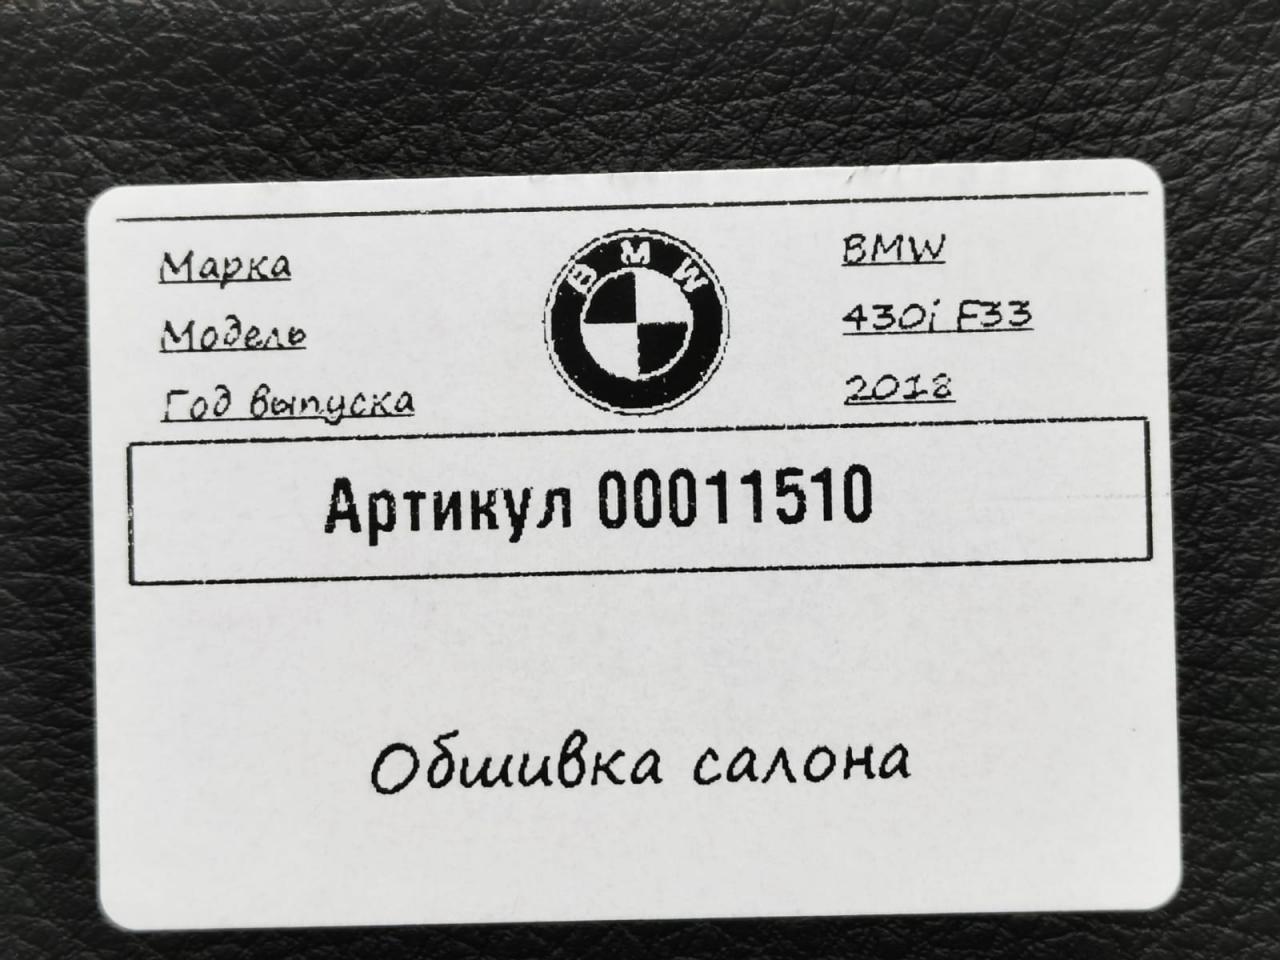 Марка BMW
Модель 430i F33
Год выпуска 2018
BMW
Артикул 00011510
Обшивка салона